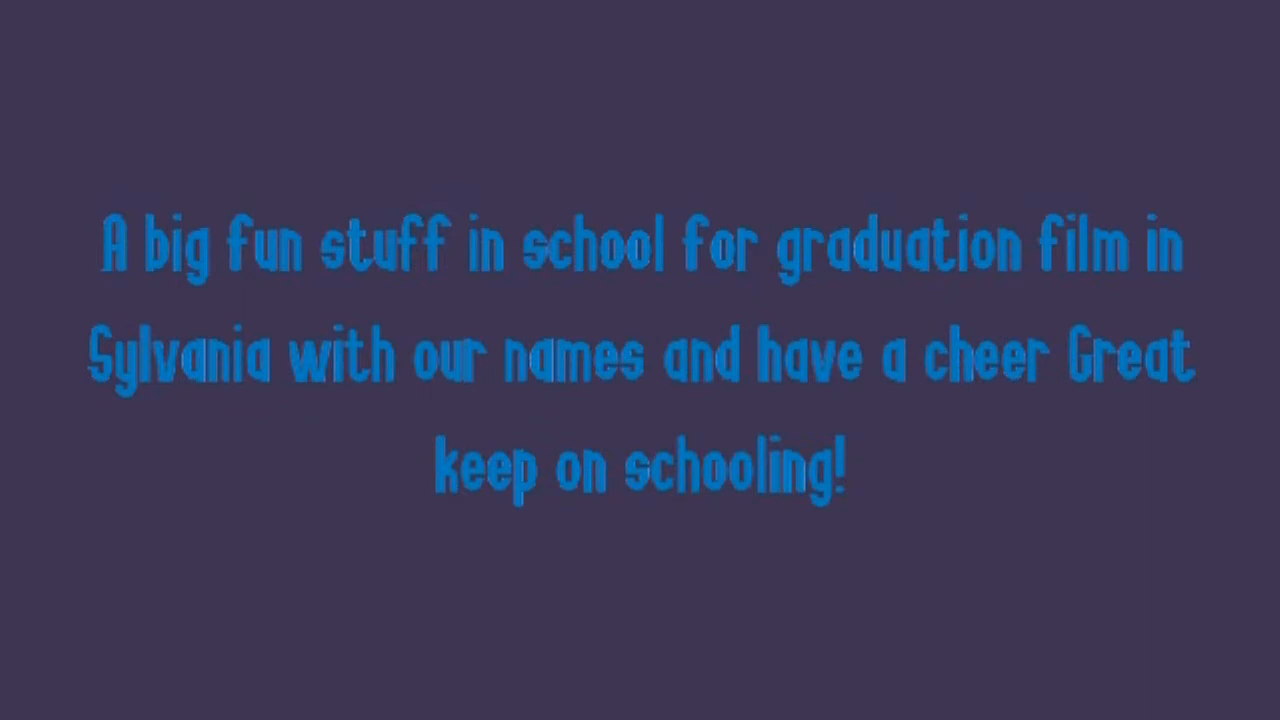 A big fun stuff in school for graduation film in
Sylvania with our names and have a cheer Great
keep on schooling!